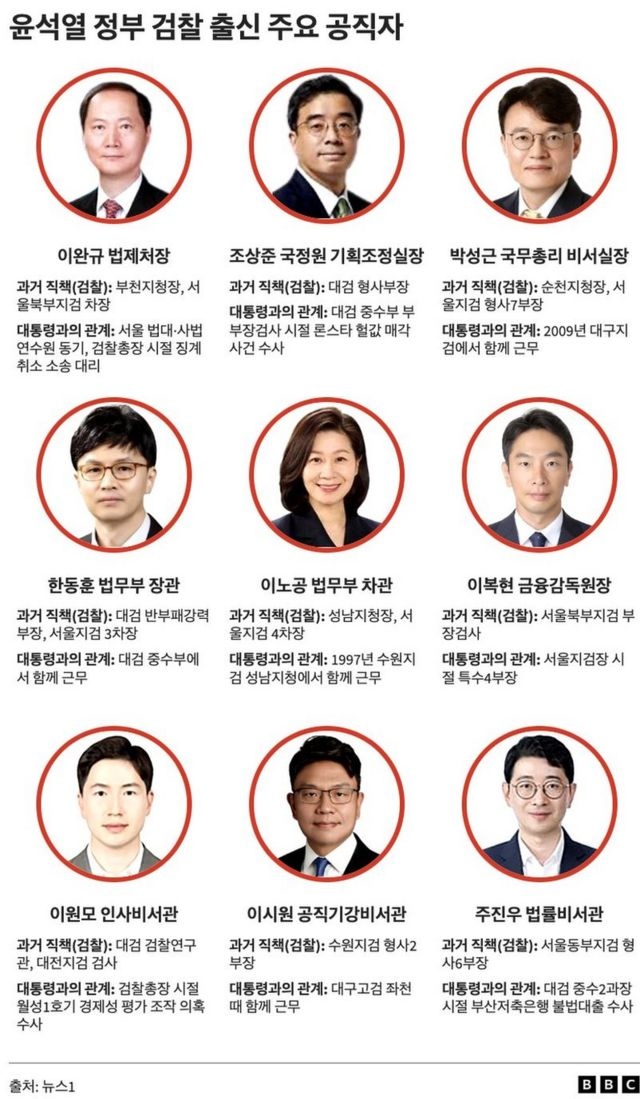 윤석열 정부 검찰 출신 주요 공직자
이완규 법제처장
과거 직책(검찰): 부천지청장, 서
울북부지검 차장
대통령과의 관계: 서울 법대·사법
연수원 동기, 검찰총장 시절 징계
취소 소송 대리
조상준 국정원 기획조정실장
과거 직책(검찰): 대검 형사부장
대통령과의 관계: 대검 중수부 부
부장검사 시절 론스타 헐값 매각
사건 수사
박성근 국무총리 비서실장
과거 직책(검찰): 순천지청장, 서
울지검 형사7부장
대통령과의 관계: 2009년 대구지
검에서 함께 근무
한동훈 법무부 장관
과거 직책(검찰): 대검 반부패강력
부장, 서울지검 3차장
대통령과의 관계: 대검 중수부에
서 함께 근무
이노공 법무부 차관
과거 직책(검찰): 성남지청장, 서
울지검 4차장
대통령과의 관계: 1997년 수원지
검 성남지청에서 함께 근무
이복현 금융감독원장
과거 직책(검찰): 서울북부지검 부
장검사
대통령과의 관계: 서울지검장 시
절 특수4부장
이원모 인사비서관
과거 직책(검찰): 대검 검찰연구
관, 대전지검 검사
대통령과의 관계: 검찰총장 시절
월성1호기 경제성 평가 조작 의혹
수사
이시원 공직기강비서관
과거 직책(검찰): 수원지검 형사2
부장
대통령과의 관계: 대구고검 좌천
때 함께 근무
주진우 법률비서관
과거 직책(검찰): 서울동부지검 형
사6부장
대통령과의 관계: 대검 중수2과장
시절 부산저축은행 불법대출 수사
출처: 뉴스1
BBC